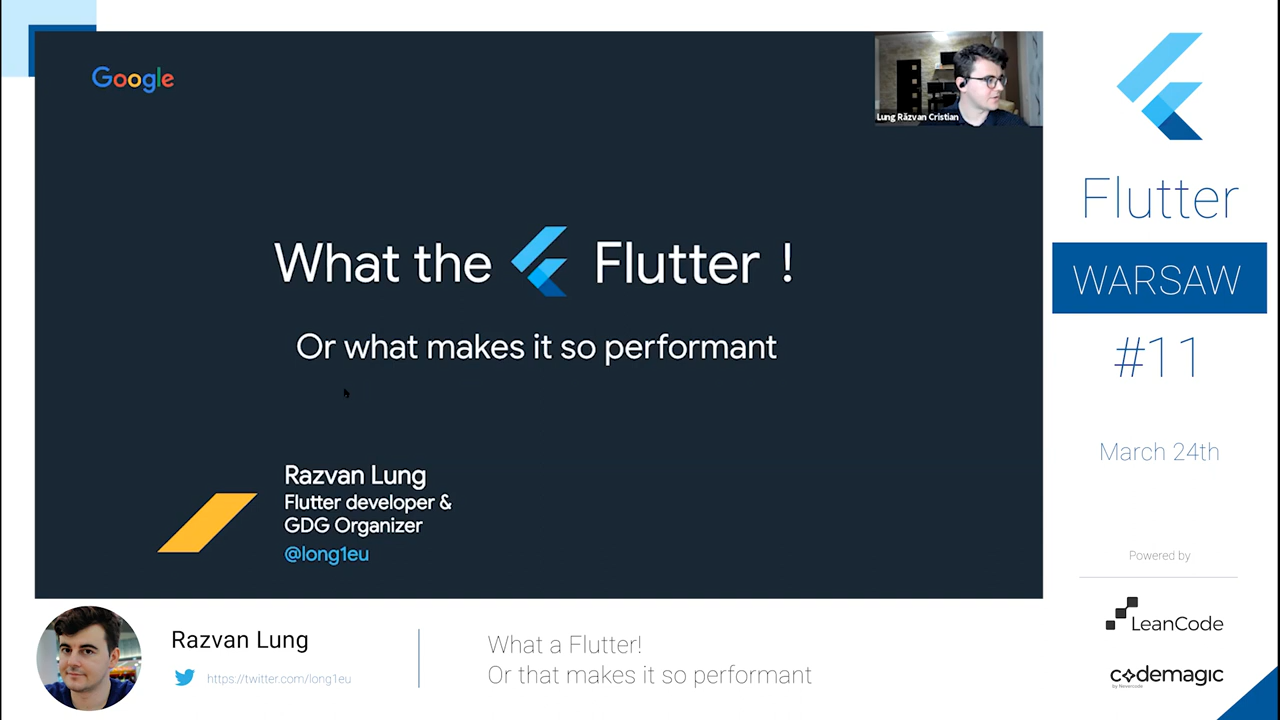 Google
Lung Răzvan Cristian
What the Flutter !
Or what makes it so performant
Razvan Lung
Flutter developer &
GDG Organizer
@long1eu
Flutter
WARSAW
#11
March 24th
Powered by
LeanCode
codemagic
by Nevercode
Razvan Lung
https://twitter.com/long1eu
What a Flutter!
Or that makes it so performant